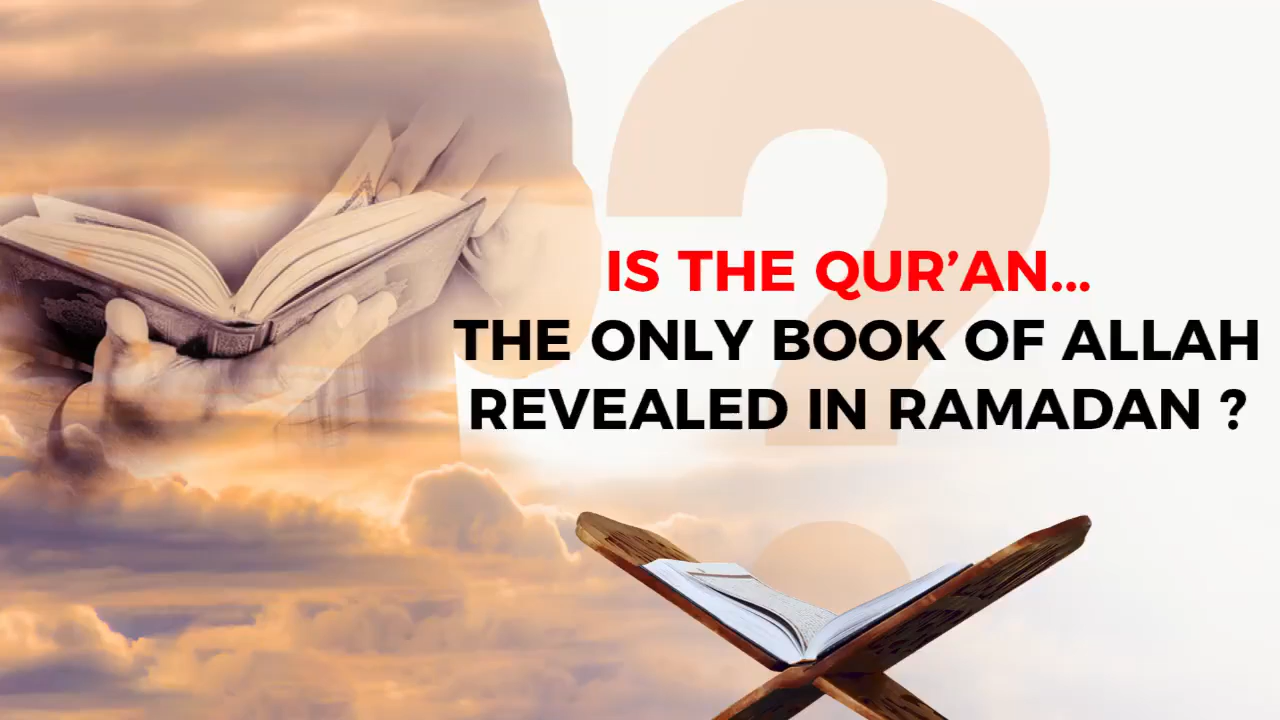 IS THE QUR’AN...
THE ONLY BOOK OF ALLAH
REVEALED IN RAMADAN ?